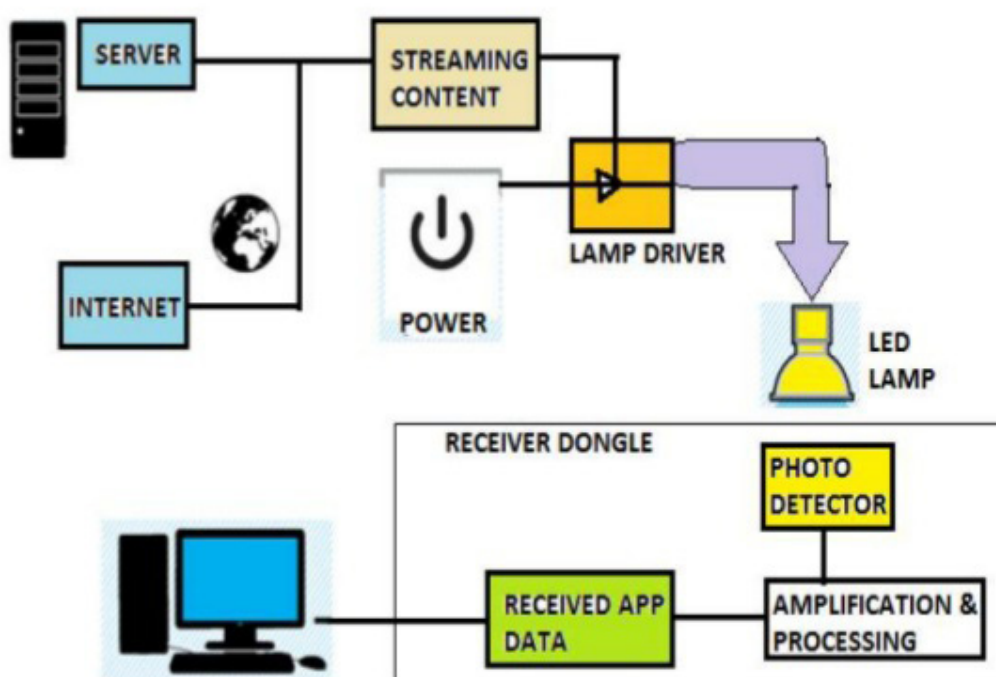 SERVER
STREAMING
CONTENT
LAMP DRIVER
INTERNET
POWER
LED
LAMP
RECEIVER DONGLE
PHOTO
DETECTOR
RECEIVED APP
DATA
AMPLIFICATION &
PROCESSING